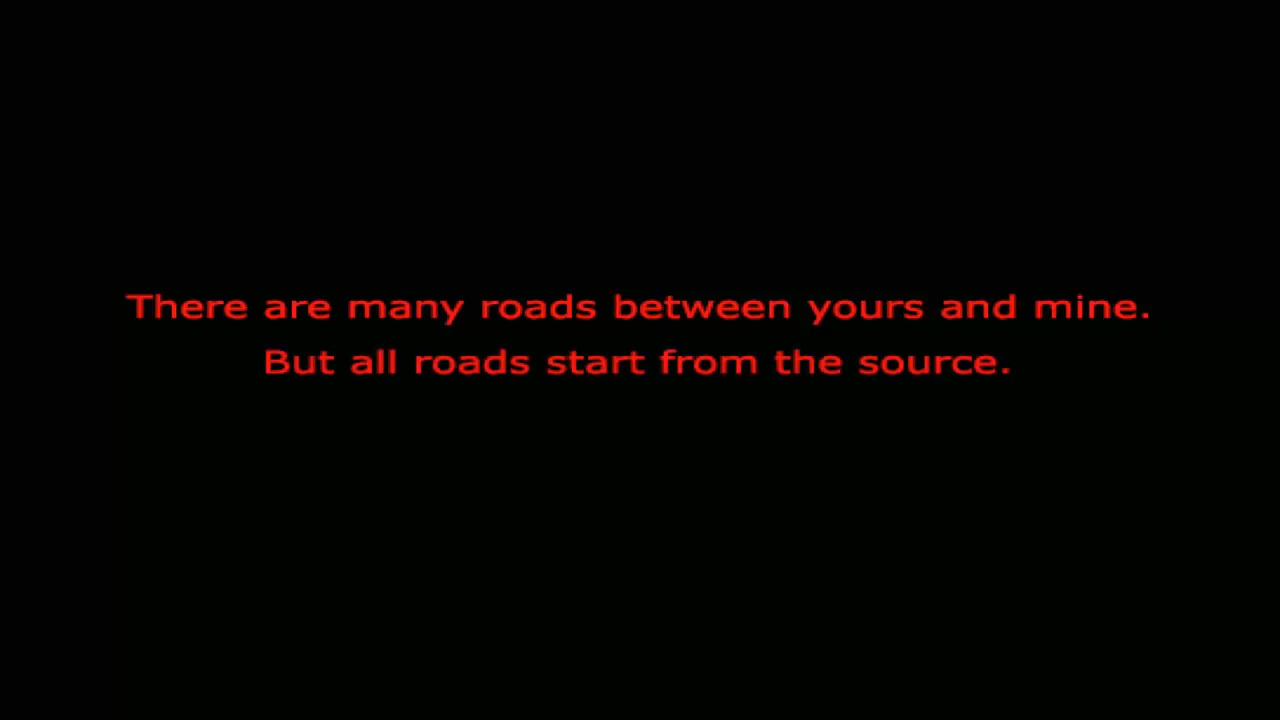 There are many roads between yours and mine.
But all roads start from the source.